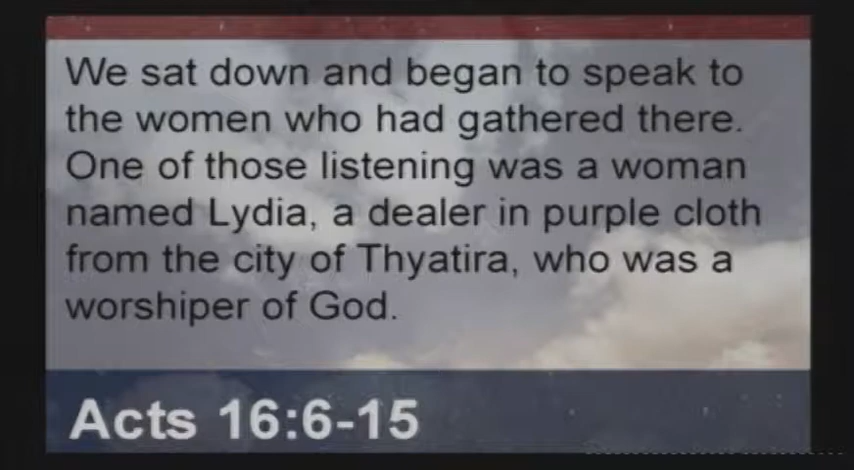 We sat down and began to speak to
the women who had gathered there.
One of those listening was a woman
named Lydia, a dealer in purple cloth
from the city of Thyatira, who was a
worshiper of God.
Acts 16:6-15